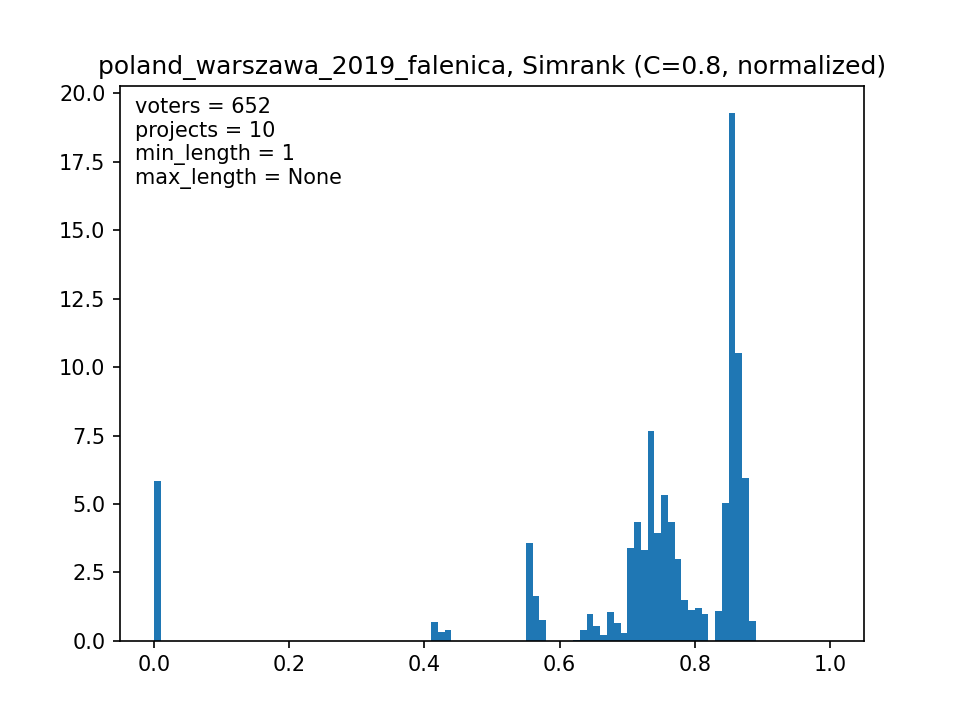 poland_warszawa_2019_falenica, Simrank (C=0.8, normalized)
voters = 652
projects = 10
min_length = 1
max_length = None
20.0
17.5
15.0
12.5
10.0
7.5
5.0
2.5
0.0
0.0 0.2 0.4 0.6 0.8 1.0